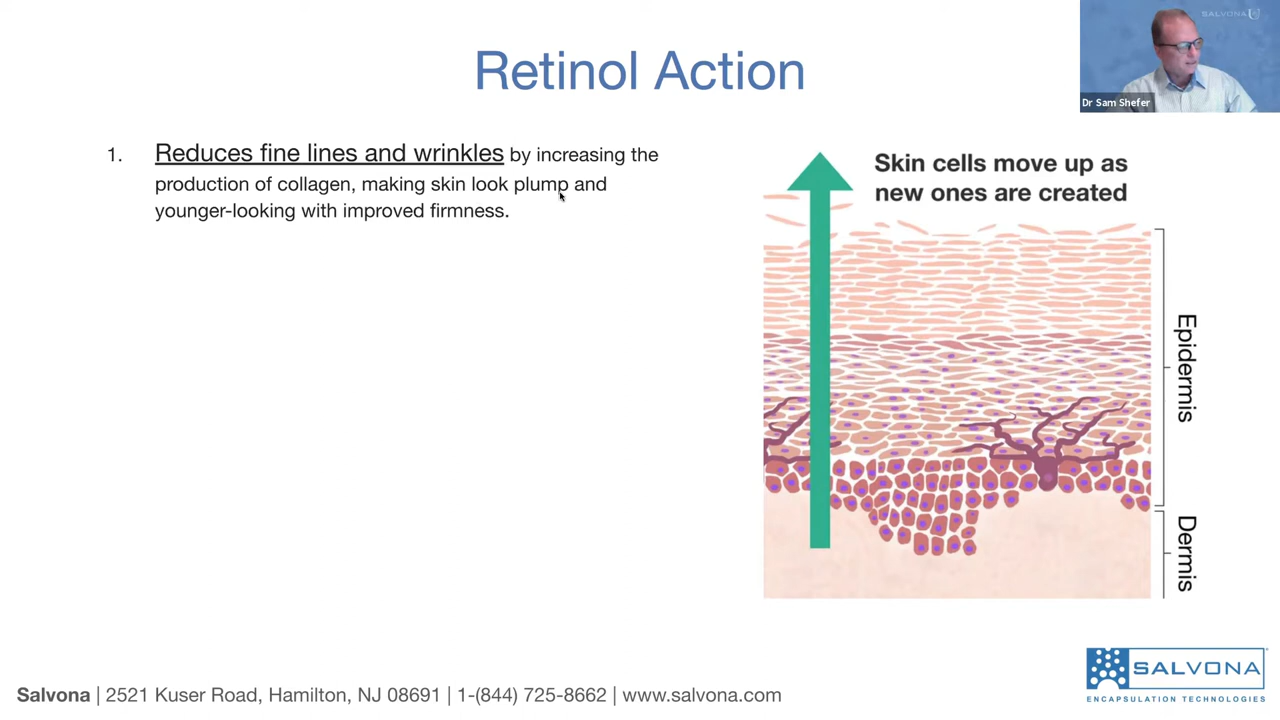 Retinol Action
SALVONA
Dr Sam Shefer
1. Reduces fine lines and wrinkles by increasing the
production of collagen, making skin look plump and
younger-looking with improved firmness.
Skin cells move up as
new ones are created
Epidermis
Dermis
Salvona | 2521 Kuser Road, Hamilton, NJ 08691 | 1-(844) 725-8662 | www.salvona.com
SALVONA
ENCAPSULATION TECHNOLOGIES